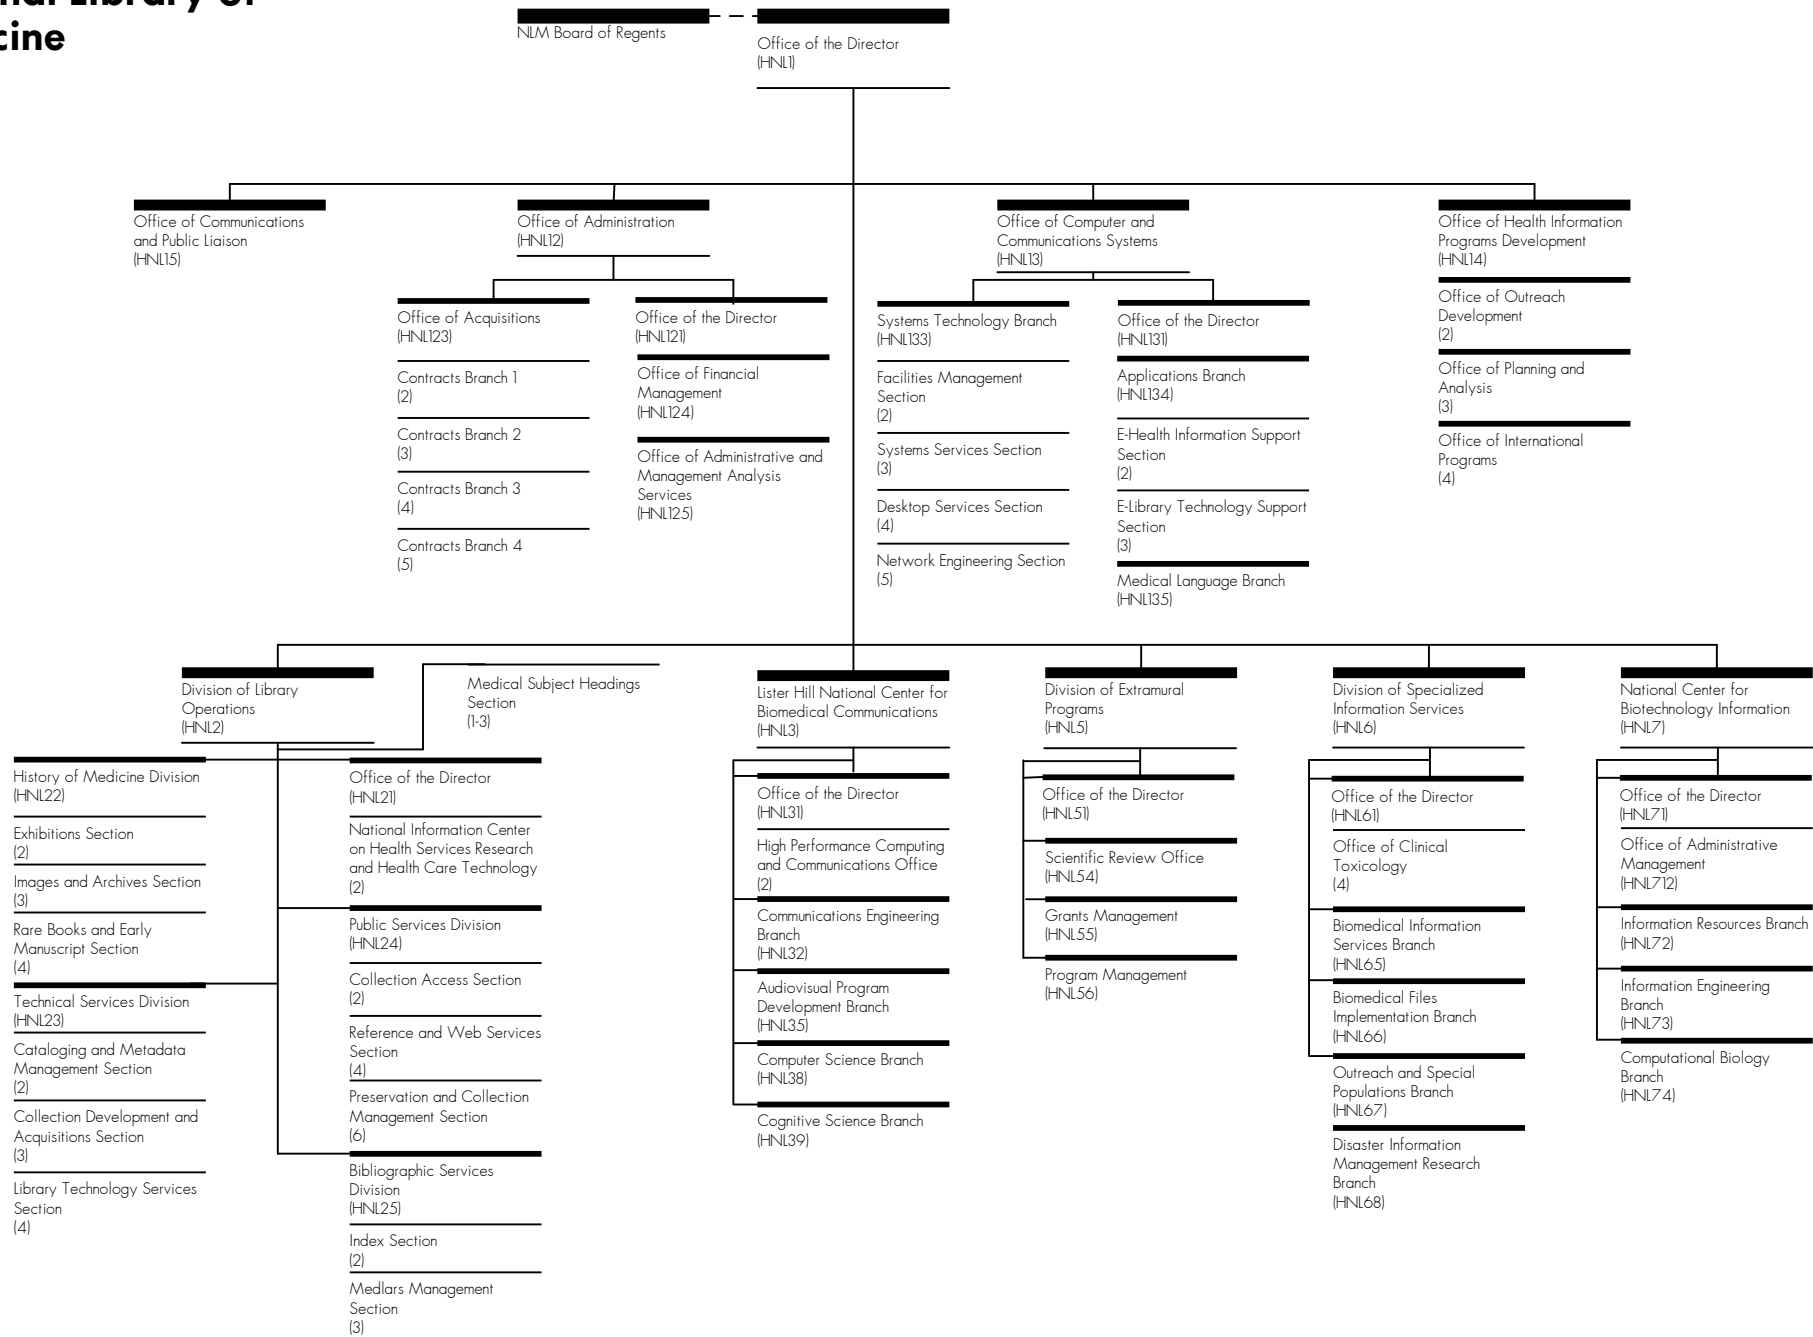 Library of
NLM Board of Regents
Office of the Director
(HNL1)
Office of Communications
and Public Liaison
(HNL15)
Office of Administration
(HNL12)
Office of Computer and
Communications Systems
(HNL13)
Office of Health Information
Programs Development
(HNL14)
Office of Acquisitions
(HNL123)
Contracts Branch 1
(2)
Contracts Branch 2
(3)
Contracts Branch 3
(4)
Contracts Branch 4
(5)
Office of the Director
(HNL121)
Office of Financial
Management
(HNL124)
Office of Administrative and
Management Analysis
Services
(HNL125)
Systems Technology Branch
(HNL133)
Facilities Management
Section
(2)
Systems Services Section
(3)
Desktop Services Section
(4)
Network Engineering Section
(5)
Office of the Director
(HNL131)
Applications Branch
(HNL134)
E-Health Information Support
Section
(2)
E-Library Technology Support
Section
(3)
Medical Language Branch
(HNL135)
Office of Outreach
Development
(2)
Office of Planning and
Analysis
(3)
Office of International
Programs
(4)
Division of Library
Operations
(HNL2)
Medical Subject Headings
Section
(1-3)
History of Medicine Division
(HNL22)
Exhibitions Section
(2)
Images and Archives Section
(3)
Rare Books and Early
Manuscript Section
(4)
Technical Services Division
(HNL23)
Cataloging and Metadata
Management Section
(2)
Collection Development and
Acquisitions Section
(3)
Library Technology Services
Section
(4)
Office of the Director
(HNL21)
National Information Center
on Health Services Research
and Health Care Technology
(2)
Public Services Division
(HNL24)
Collection Access Section
(2)
Reference and Web Services
Section
(4)
Preservation and Collection
Management Section
(6)
Bibliographic Services
Division
(HNL25)
Index Section
(2)
Medlars Management
Section
(3)
Lister Hill National Center for
Biomedical Communications
(HNL3)
Office of the Director
(HNL31)
High Performance Computing
and Communications Office
(2)
Communications Engineering
Branch
(HNL32)
Audiovisual Program
Development Branch
(HNL35)
Computer Science Branch
(HNL38)
Cognitive Science Branch
(HNL39)
Division of Extramural
Programs
(HNL5)
Office of the Director
(HNL51)
Scientific Review Office
(HNL54)
Grants Management
(HNL55)
Program Management
(HNL56)
Division of Specialized
Information Services
(HNL6)
Office of the Director
(HNL61)
Office of Clinical
Toxicology
(4)
Biomedical Information
Services Branch
(HNL65)
Biomedical Files
Implementation Branch
(HNL66)
Outreach and Special
Populations Branch
(HNL67)
Disaster Information
Management Research
Branch
(HNL68)
National Center for
Biotechnology Information
(HNL7)
Office of the Director
(HNL71)
Office of Administrative
Management
(HNL712)
Information Resources Branch
(HNL72)
Information Engineering
Branch
(HNL73)
Computational Biology
Branch
(HNL74)